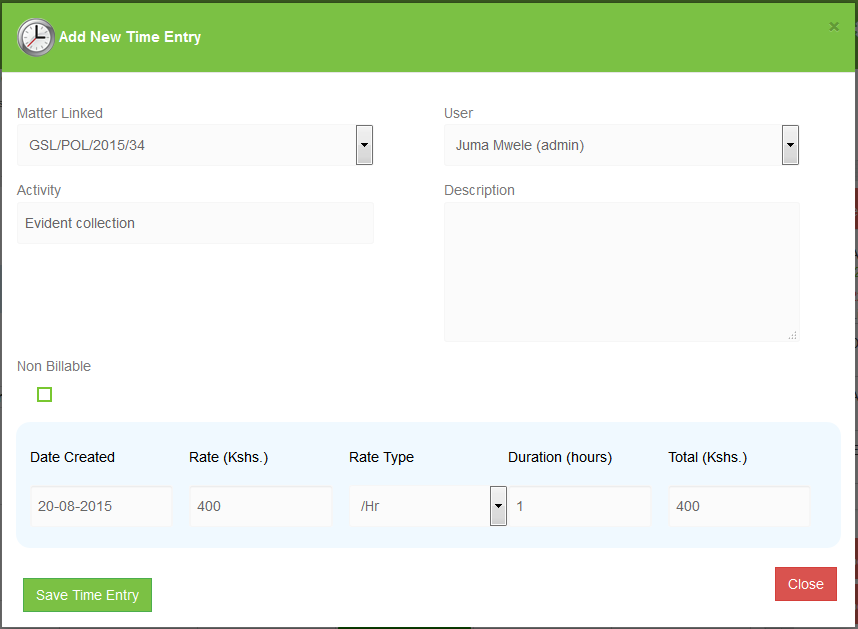 Add New Time Entry
×
Matter Linked
User
GSL/POL/2015/34
Juma Mwele (admin)
Activity
Description
Evident collection
Non Billable
Date Created
Rate (Kshs.)
Rate Type
Duration (hours)
Total (Kshs.)
20-08-2015
400
/Hr
1
400
Save Time Entry
Close